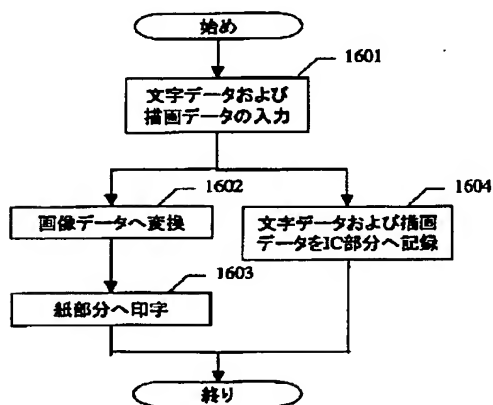 始め
1601
文字データおよび
描画データの入力
1602
画像データへ変換
1603
紙部分へ印字
1604
文字データおよび描画
データをIC部分へ記録
終り